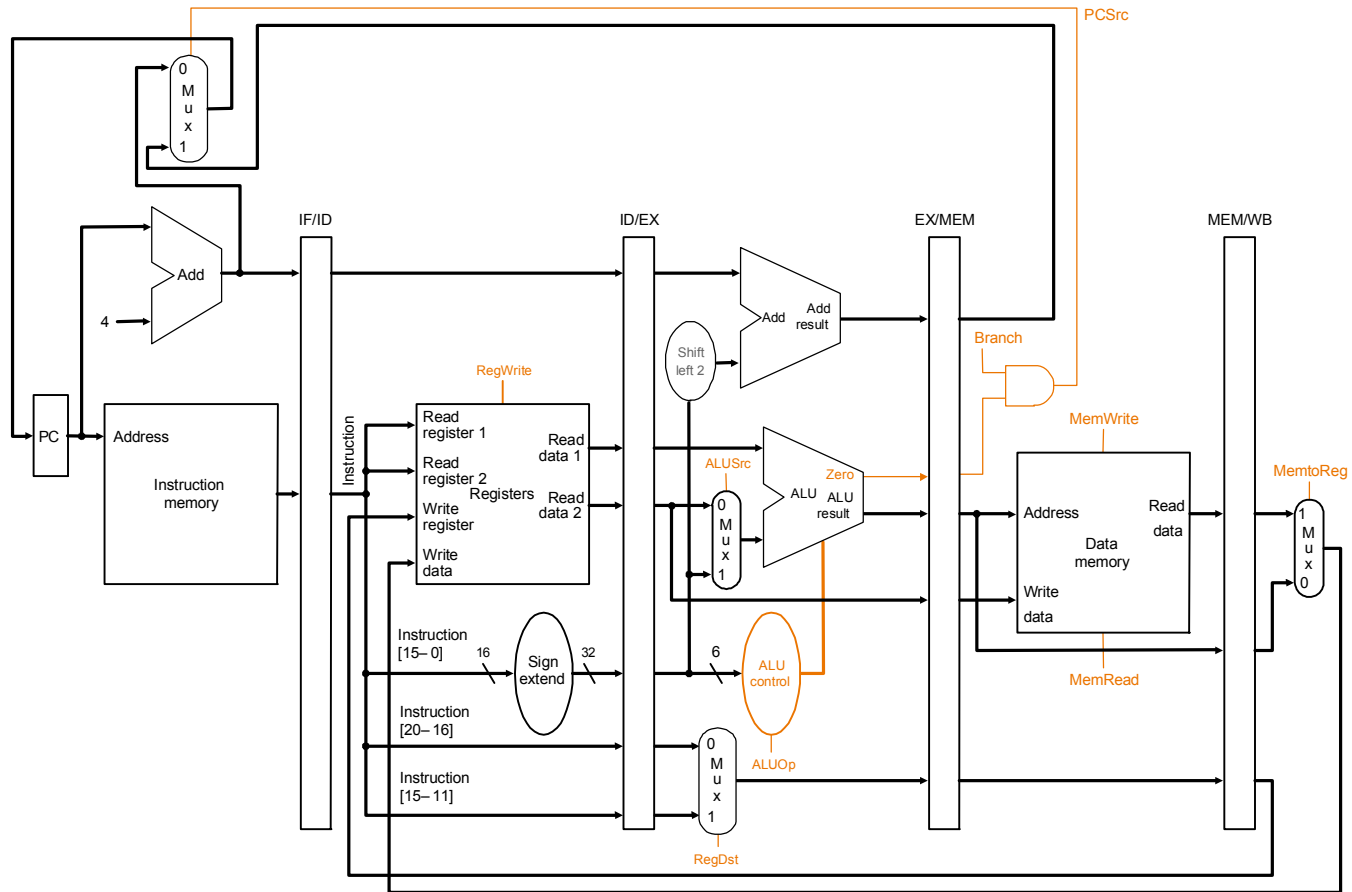 PCSrc
0
M
u
x
1
IF/ID
ID/EX
EX/MEM
MEM/WB
Add
4
Add
Add
result
Shift
left 2
Branch
RegWrite
PC
Address
Instruction
memory
Instruction
Read
register 1
Read
register 2
Write
register
Write
data
Registers
Read
data 1
Read
data 2
ALUSrc
0
M
u
x
1
Zero
ALU
ALU
result
MemWrite
Address
Read
data
Data
memory
Write
data
MemRead
MemtoReg
1
M
u
x
0
Instruction
[15– 0]
16
Sign
extend
32
6
ALU
control
ALUOp
Instruction
[20– 16]
Instruction
[15– 11]
0
M
u
x
1
RegDst